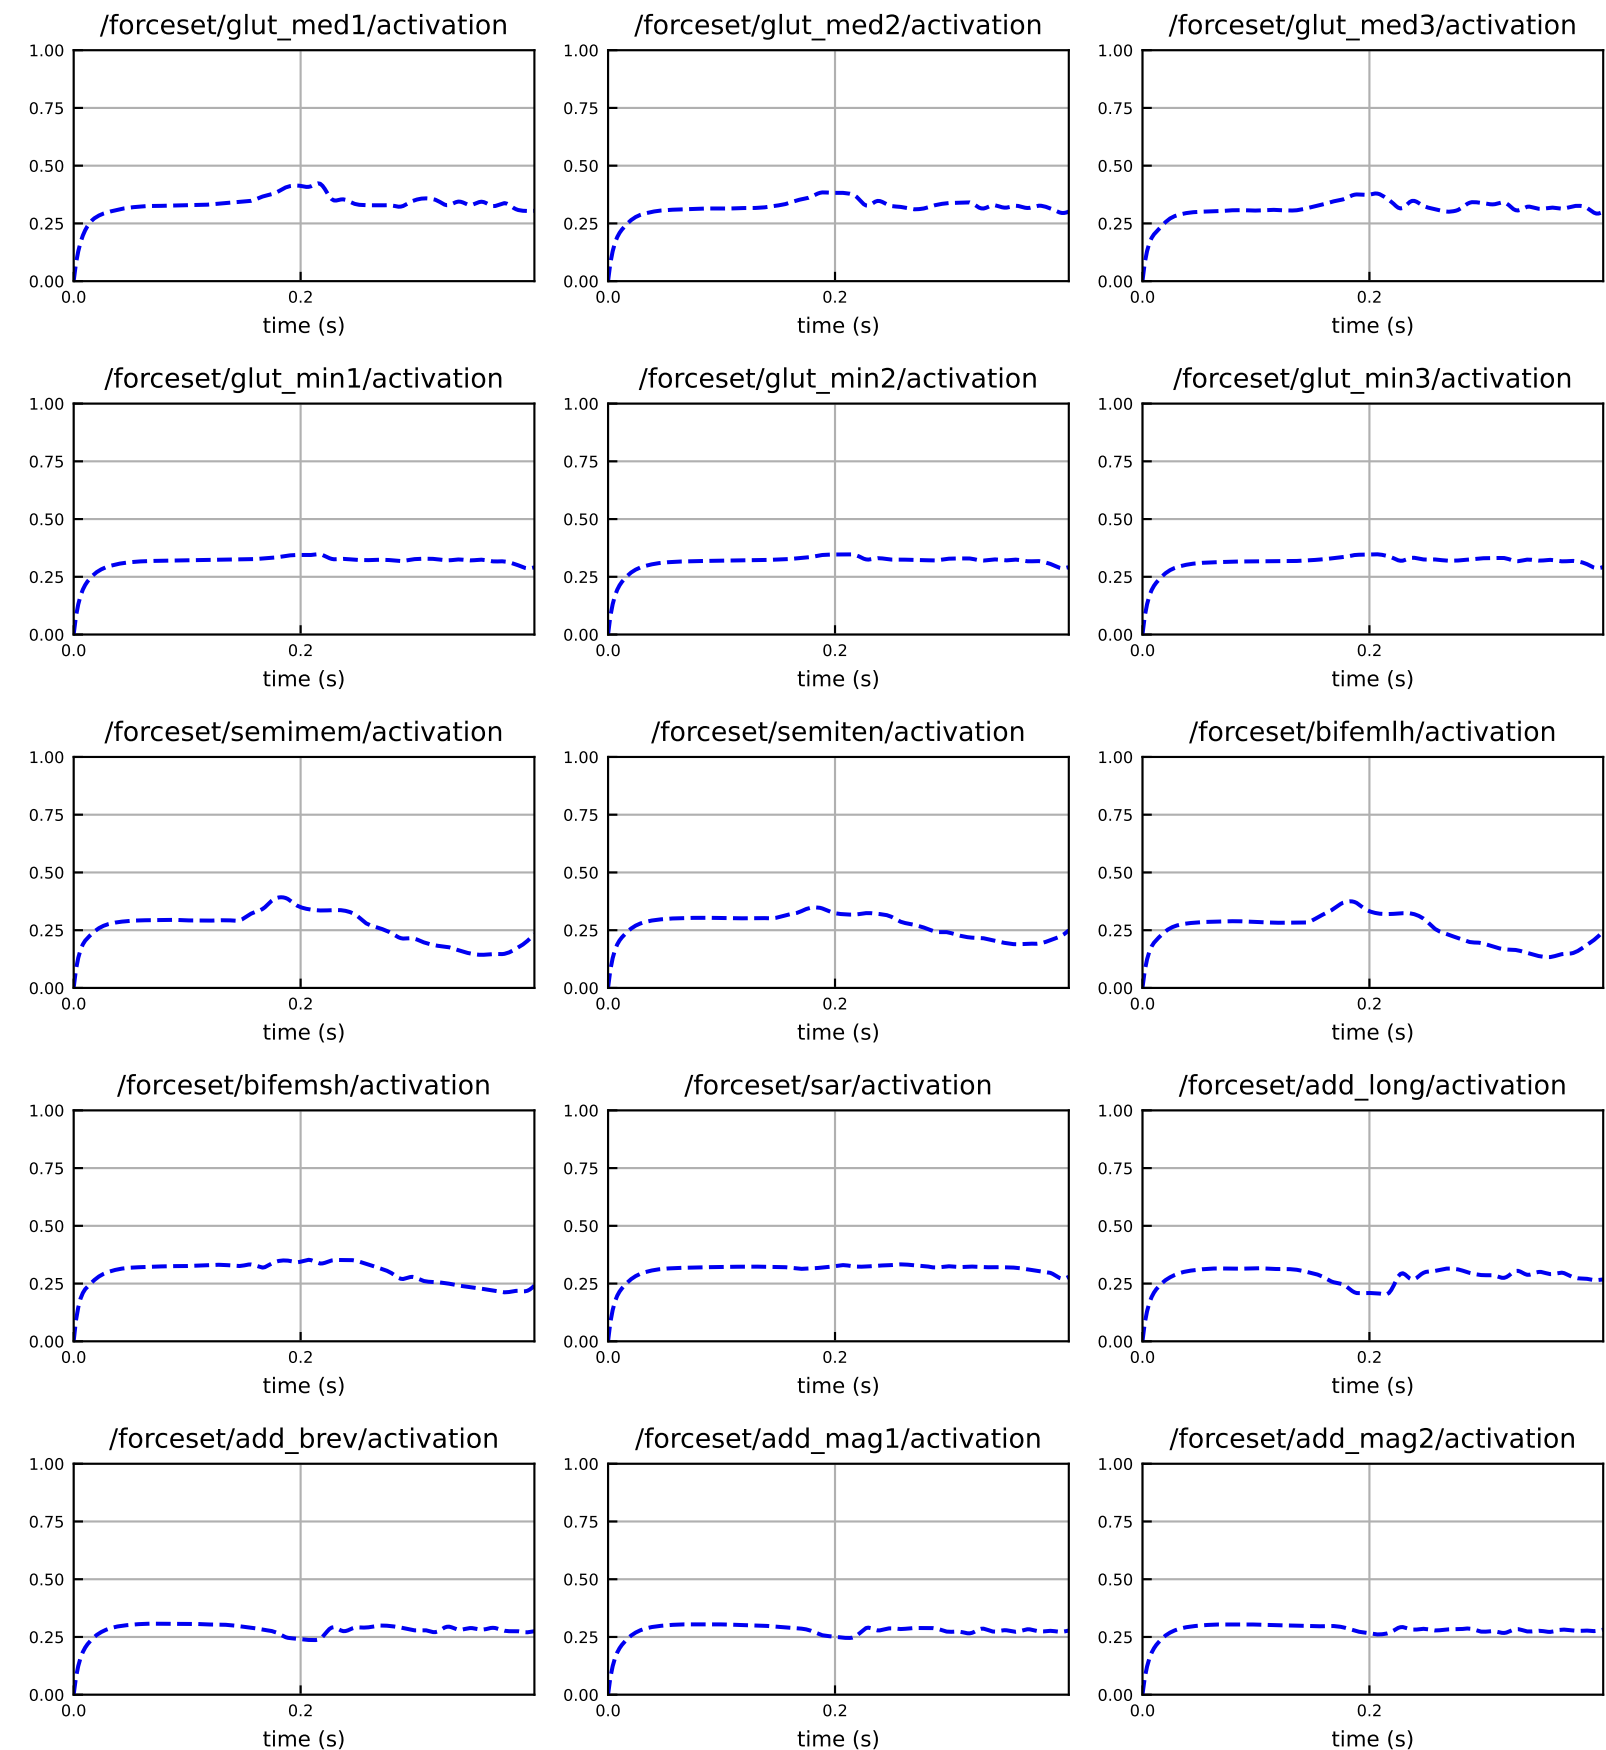 /forceset/glut_med1/activation /forceset/glut_med2/activation /forceset/glut_med3/activation
1.00 1.00 1.00
0.75 0.75 0.75
0.50 0.50 0.50
0.25 0.25 0.25
0.00 0.00 0.00
0.0 0.2 0.0 0.2 0.0 0.2
time (s) time (s) time (s)
/forceset/glut_min1/activation /forceset/glut_min2/activation /forceset/glut_min3/activation
1.00 1.00 1.00
0.75 0.75 0.75
0.50 0.50 0.50
0.25 0.25 0.25
0.00 0.00 0.00
0.0 0.2 0.0 0.2 0.0 0.2
time (s) time (s) time (s)
/forceset/semimem/activation /forceset/semiten/activation /forceset/bifemlh/activation
1.00 1.00 1.00
0.75 0.75 0.75
0.50 0.50 0.50
0.25 0.25 0.25
0.00 0.00 0.00
0.0 0.2 0.0 0.2 0.0 0.2
time (s) time (s) time (s)
/forceset/bifemsh/activation /forceset/sar/activation /forceset/add_long/activation
1.00 1.00 1.00
0.75 0.75 0.75
0.50 0.50 0.50
0.25 0.25 0.25
0.00 0.00 0.00
0.0 0.2 0.0 0.2 0.0 0.2
time (s) time (s) time (s)
/forceset/add_brev/activation /forceset/add_mag1/activation /forceset/add_mag2/activation
1.00 1.00 1.00
0.75 0.75 0.75
0.50 0.50 0.50
0.25 0.25 0.25
0.00 0.00 0.00
0.0 0.2 0.0 0.2 0.0 0.2
time (s) time (s) time (s)